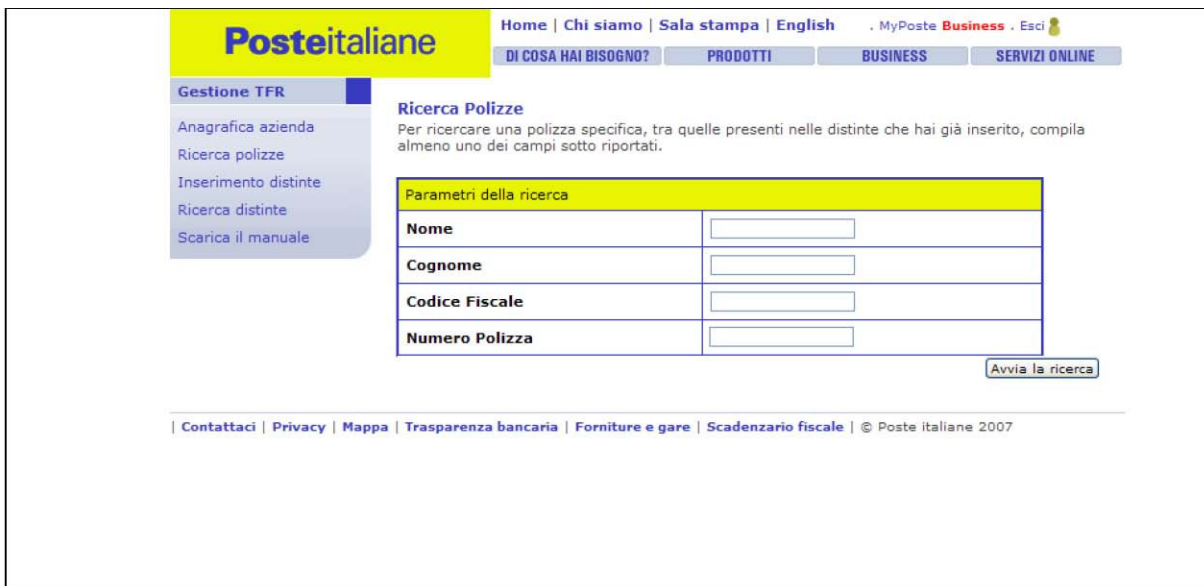 Posteitaliane
Home | Chi siamo | Sala stampa | English . MyPoste Business . Esci
DI COSA HAI BISOGNO? PRODOTTI BUSINESS SERVIZI ONLINE
Gestione TFR
Anagrafica azienda
Ricerca polizze
Inserimento distinte
Ricerca distinte
Scarica il manuale
Ricerca Polizze
Per ricercare una polizza specifica, tra quelle presenti nelle distinte che hai già inserito, compila
almeno uno dei campi sotto riportati.
Parametri della ricerca
Nome
Cognome
Codice Fiscale
Numero Polizza
Avvia la ricerca
| Contattaci | Privacy | Mappa | Trasparenza bancaria | Forniture e gare | Scadenzario fiscale | © Poste italiane 2007